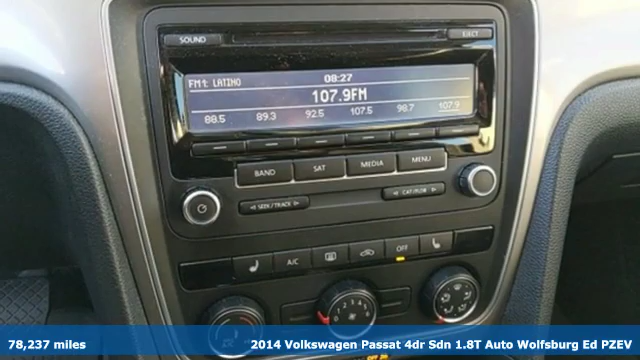 SOUND
EJECT
FM1: LATINO 08:27
107.9FM
88.5 89.3 92.5 107.5 98.7 107.9
BAND SAT MEDIA MENU
SEEK / TRACK CAT/FLDR
A/C OFF
78,237 miles 2014 Volkswagen Passat 4dr Sdn 1.8T Auto Wolfsburg Ed PZEV